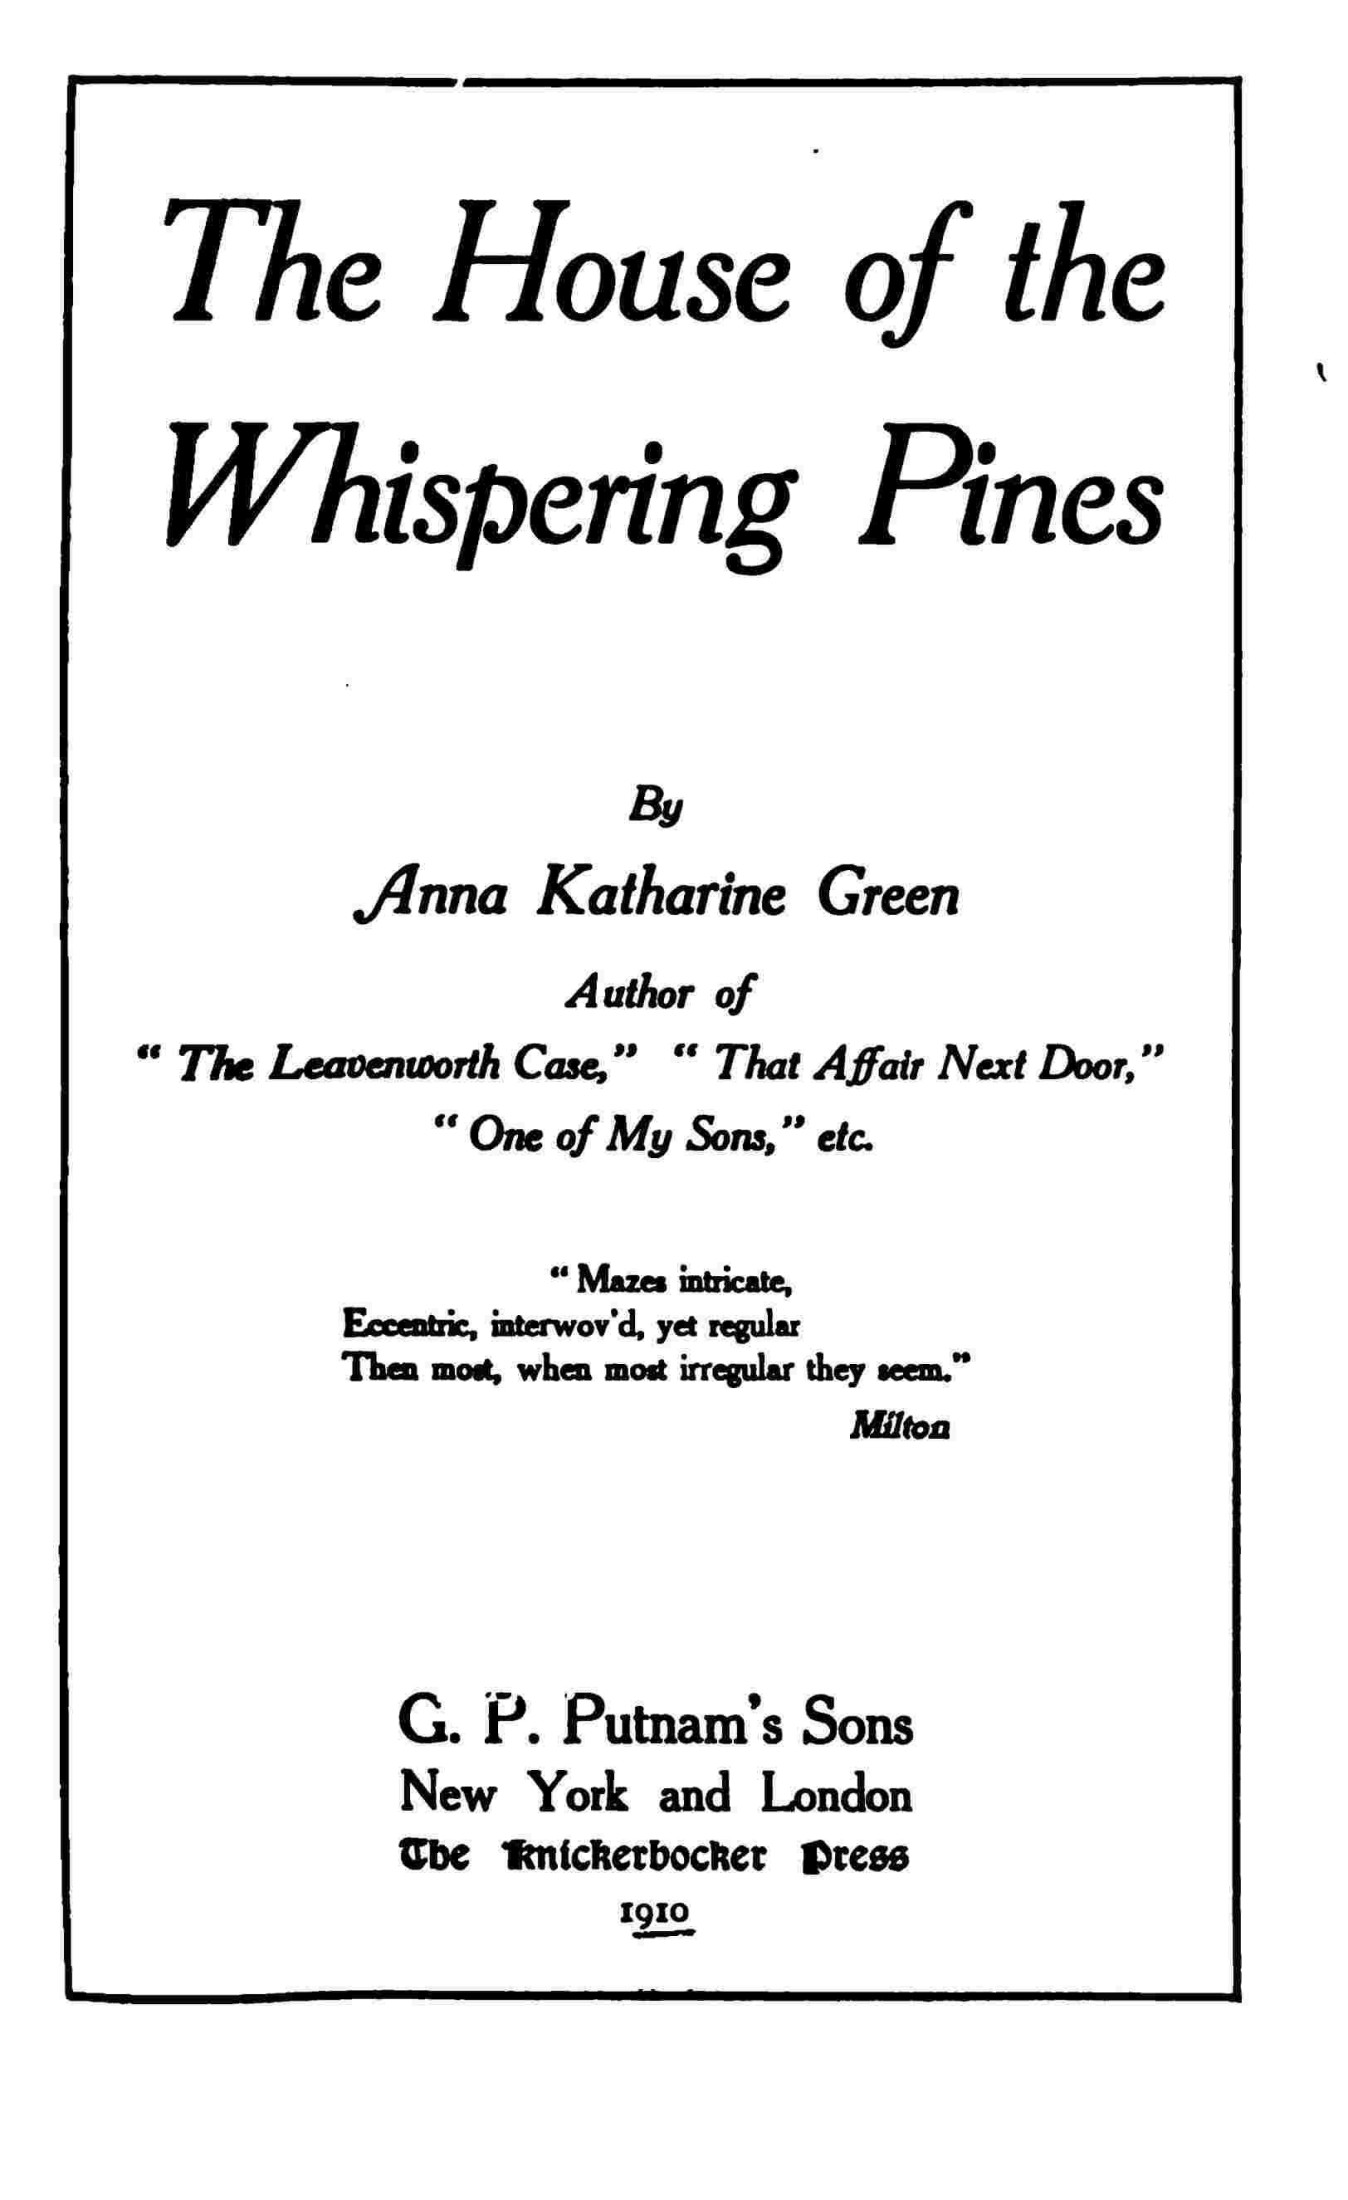 The House of the
Whispering Pines
By
Anna Katharine Green
Author of
“ The Leavenworth Case,” “ That Affair Next Door,”
“ One of My Sons,” etc.
“ Mazes intricate,
Eccentric, interwov'd, yet regular
Then most, when most irregular they seem.”
Milton
G. P. Putnam's Sons
New York and London
The Knickerbocker Press
1910